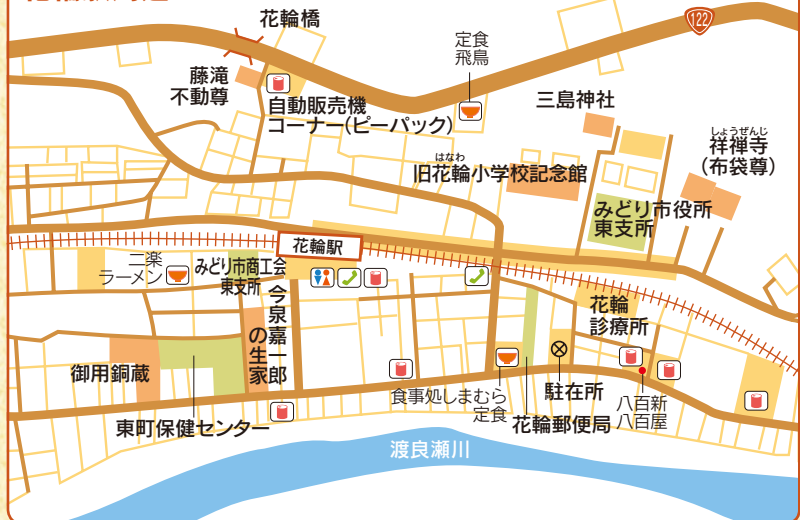 花輪橋
122
定食
飛鳥
藤滝
不動尊
自動販売機
コーナー(ピーパック)
三島神社
しょうぜんじ
祥禅寺
(布袋尊)
はなわ
旧花輪小学校記念館
みどり市役所
東支所
花輪駅
二楽
ラーメン
みどり市商工会
東支所
今泉嘉一郎
の生家
花輪
診療所
御用銅蔵
食事処しまむら
定食
駐在所
八百新
八百屋
東町保健センター
花輪郵便局
渡良瀬川